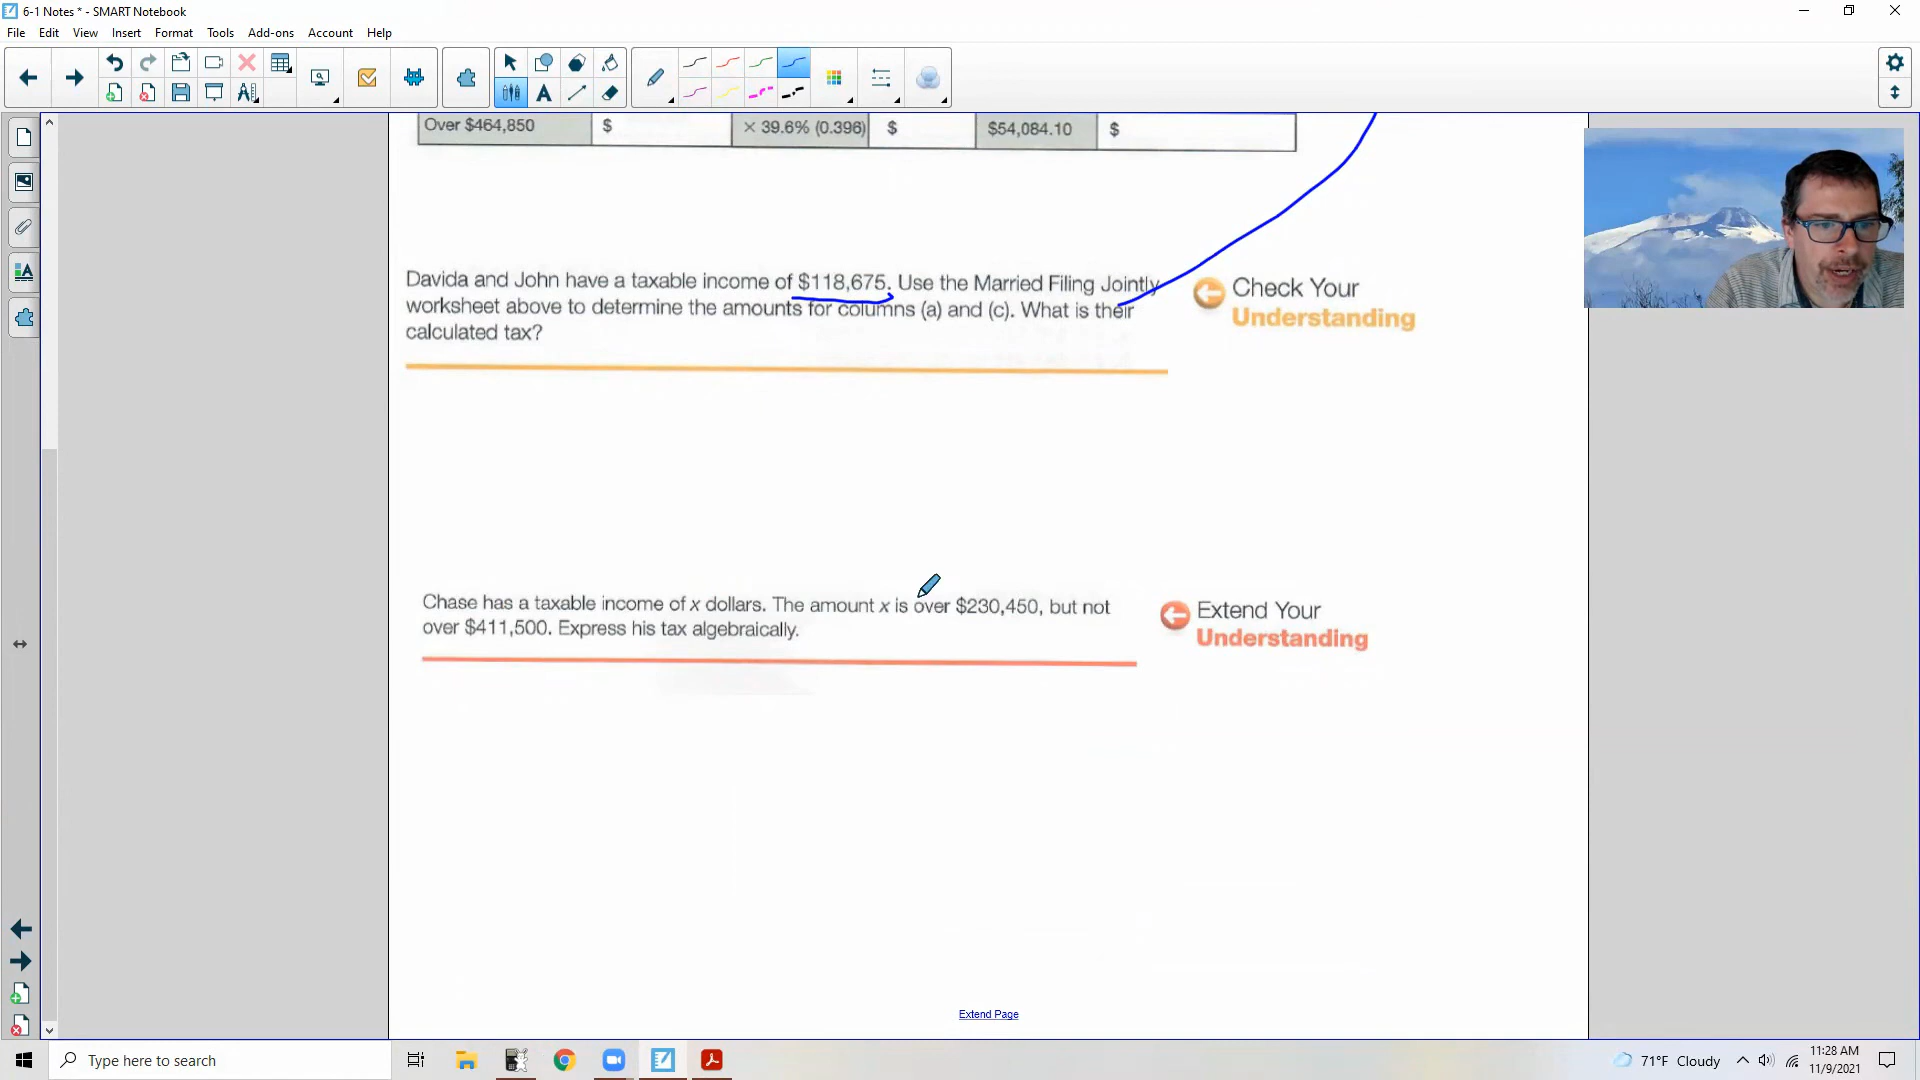 6-1 Notes * - SMART Notebook
File Edit View Insert Format Tools Add-ons Account Help
Over $464,850 $ × 39.6% (0.396) $ $54,084.10 $
Davida and John have a taxable income of $118,675. Use the Married Filing Jointly
worksheet above to determine the amounts for columns (a) and (c). What is their
calculated tax?
Check Your
Understanding
Chase has a taxable income of x dollars. The amount x is over $230,450, but not
over $411,500. Express his tax algebraically.
Extend Your
Understanding
Extend Page
Type here to search
71°F Cloudy
11:28 AM
11/9/2021